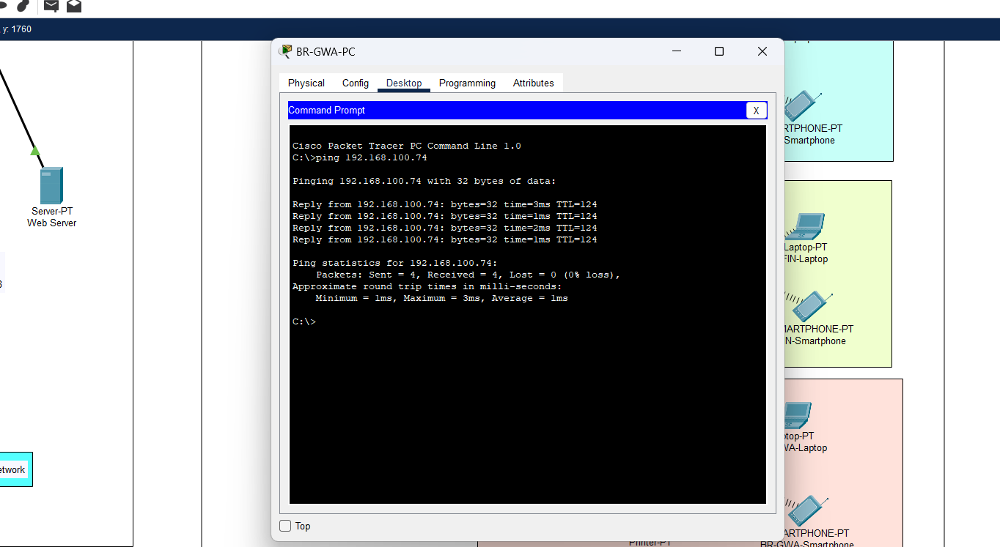 y: 1760
BR-GWA-PC
Physical Config Desktop Programming Attributes
Command Prompt X
Cisco Packet Tracer PC Command Line 1.0
C:\>ping 192.168.100.74
Pinging 192.168.100.74 with 32 bytes of data:
Reply from 192.168.100.74: bytes=32 time=3ms TTL=124
Reply from 192.168.100.74: bytes=32 time=1ms TTL=124
Reply from 192.168.100.74: bytes=32 time=2ms TTL=124
Reply from 192.168.100.74: bytes=32 time=1ms TTL=124
Ping statistics for 192.168.100.74:
Packets: Sent = 4, Received = 4, Lost = 0 (0% loss),
Approximate round trip times in milli-seconds:
Minimum = 1ms, Maximum = 3ms, Average = 1ms
C:\>
Top
Server-PT
Web Server
etwork
RTPHONE-PT
Smartphone
Laptop-PT
FIN-Laptop
MARTPHONE-PT
N-Smartphone
ptop-PT
WA-Laptop
ARTPHONE-PT
BR-GWA-Smartphone
Printer-PT